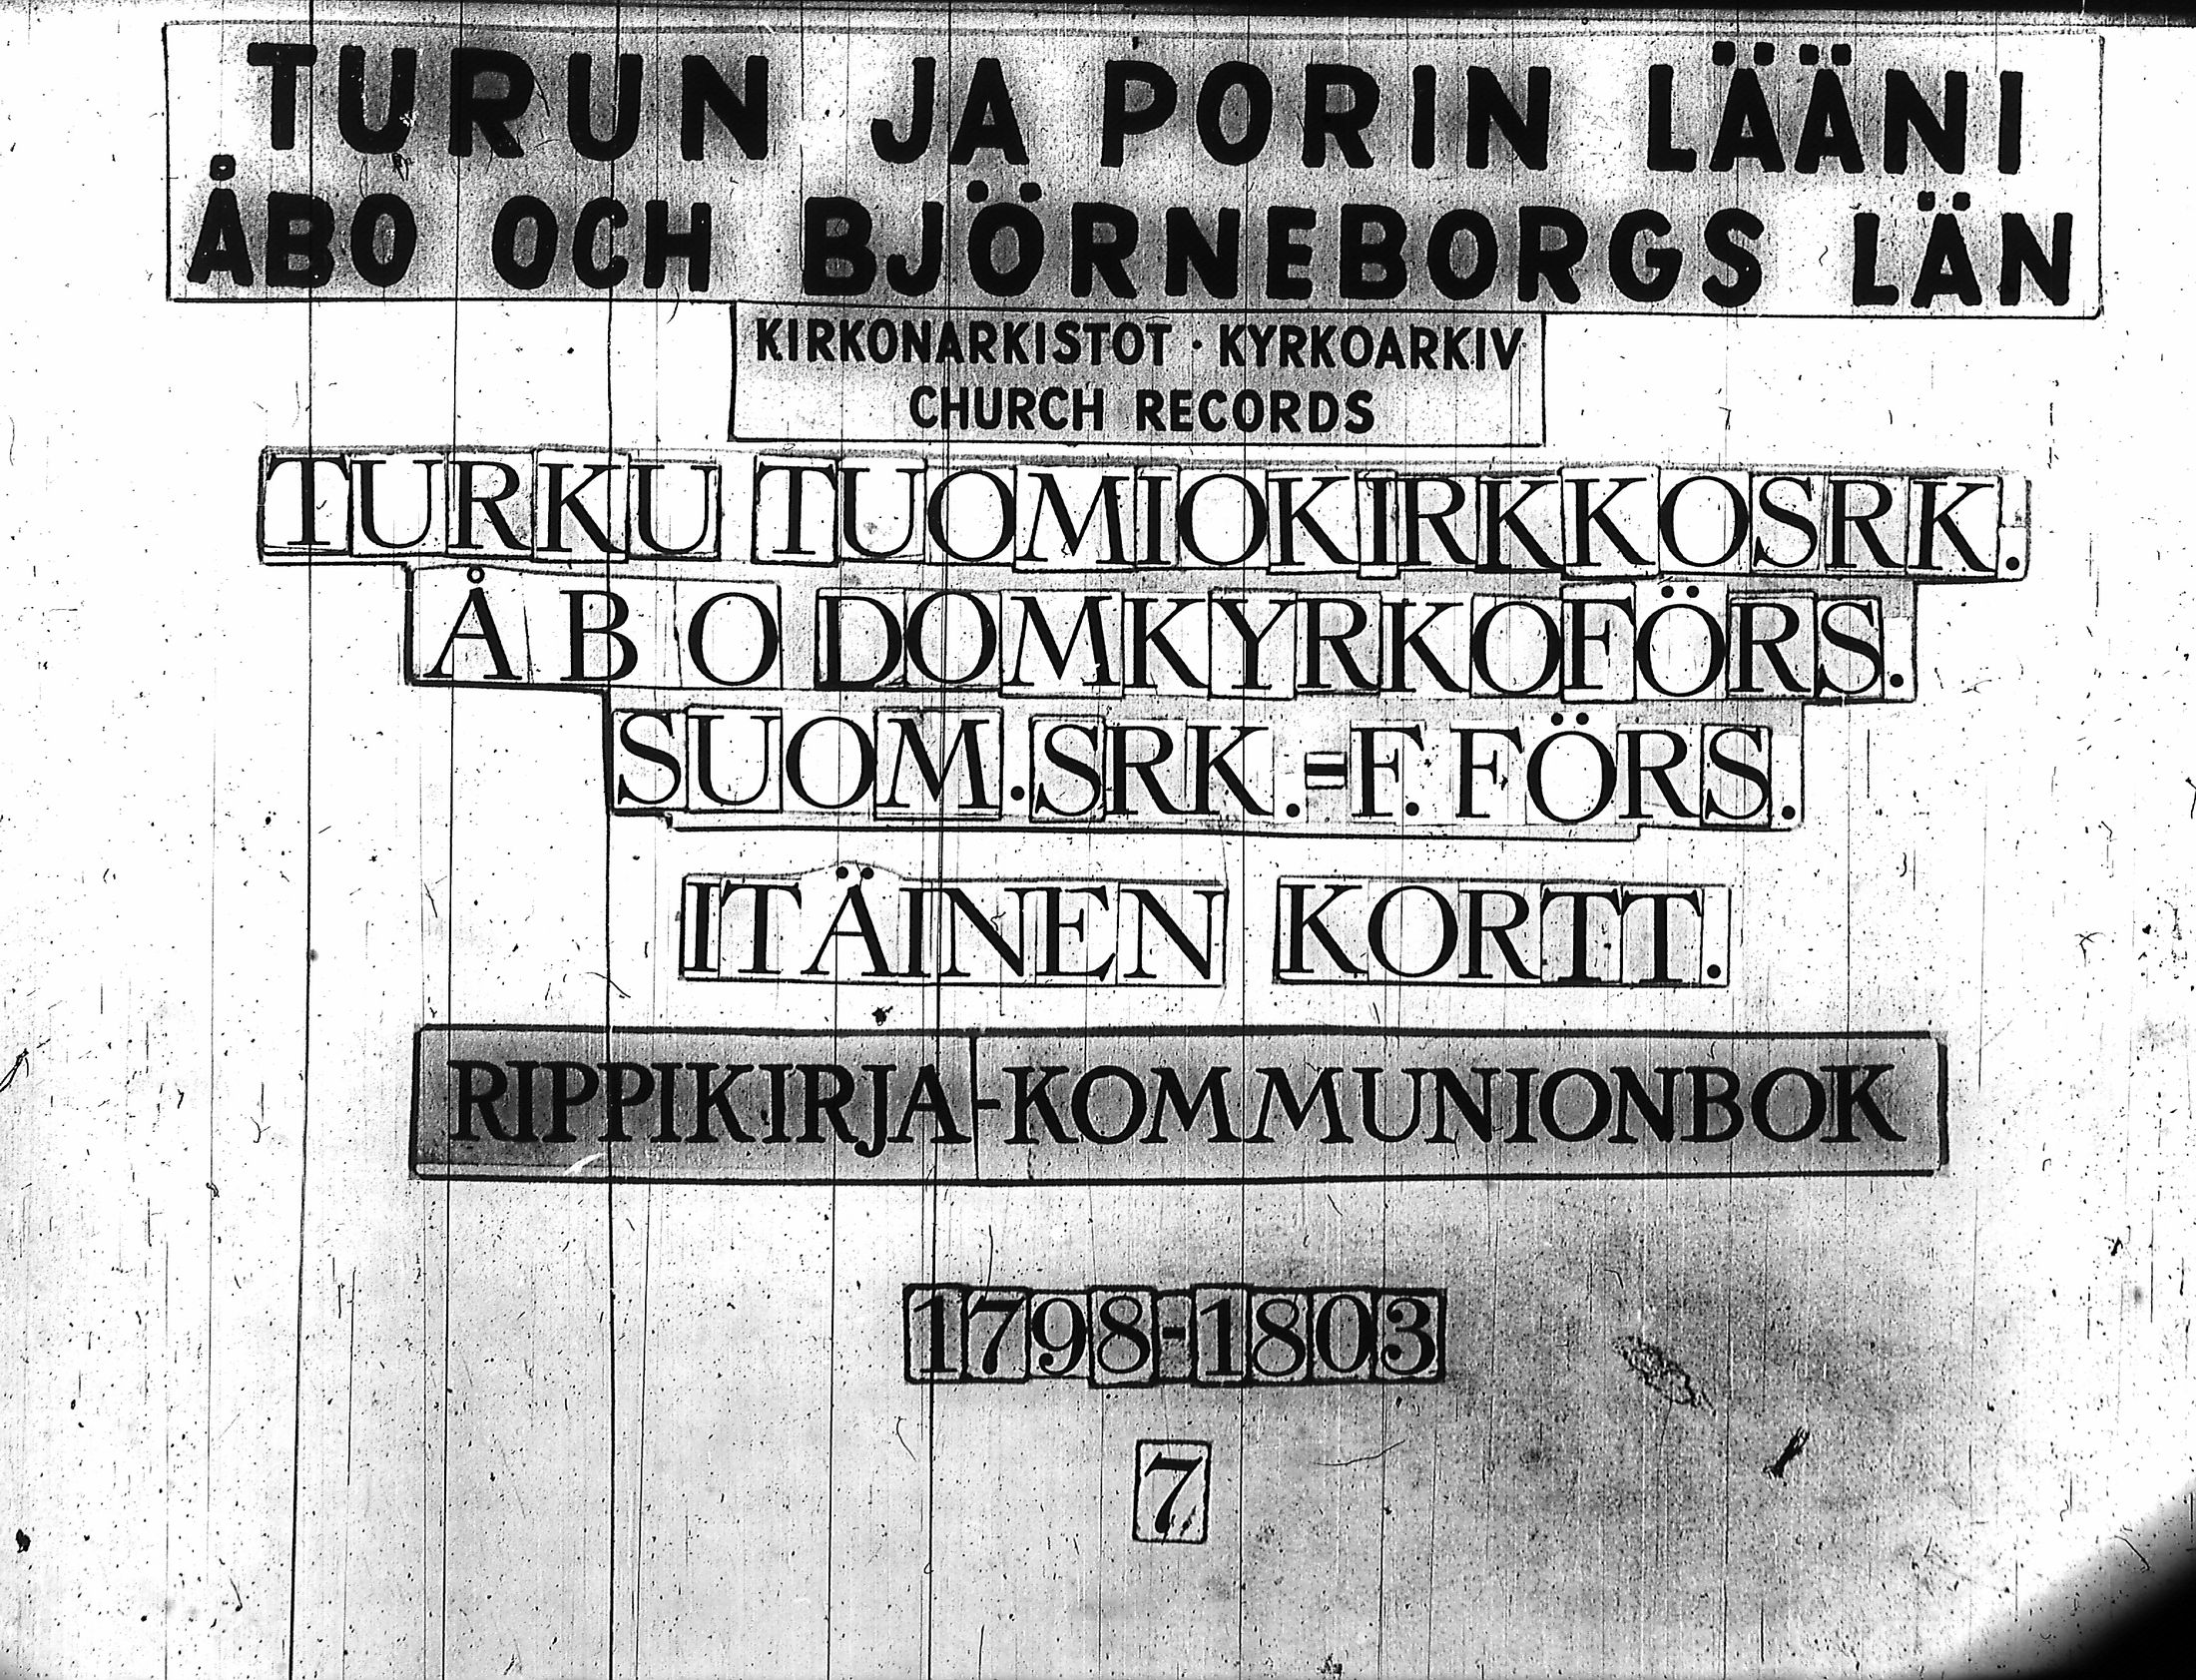 TURUN JA PORIN LÄÄNI
ÅBO OCH BJÖRNEBORGS LÄN
KIRKONARKISTOT · KYRKOARKIV
CHURCH RECORDS
TURKU TUOMIOKIRKKOSRK.
ÅBO DOMKYRKOFÖRS.
SUOM.SRK.=F. FÖRS.
ITÄINEN KORTT.
RIPPIKIRJA-KOMMUNIONBOK
1798-1803
7